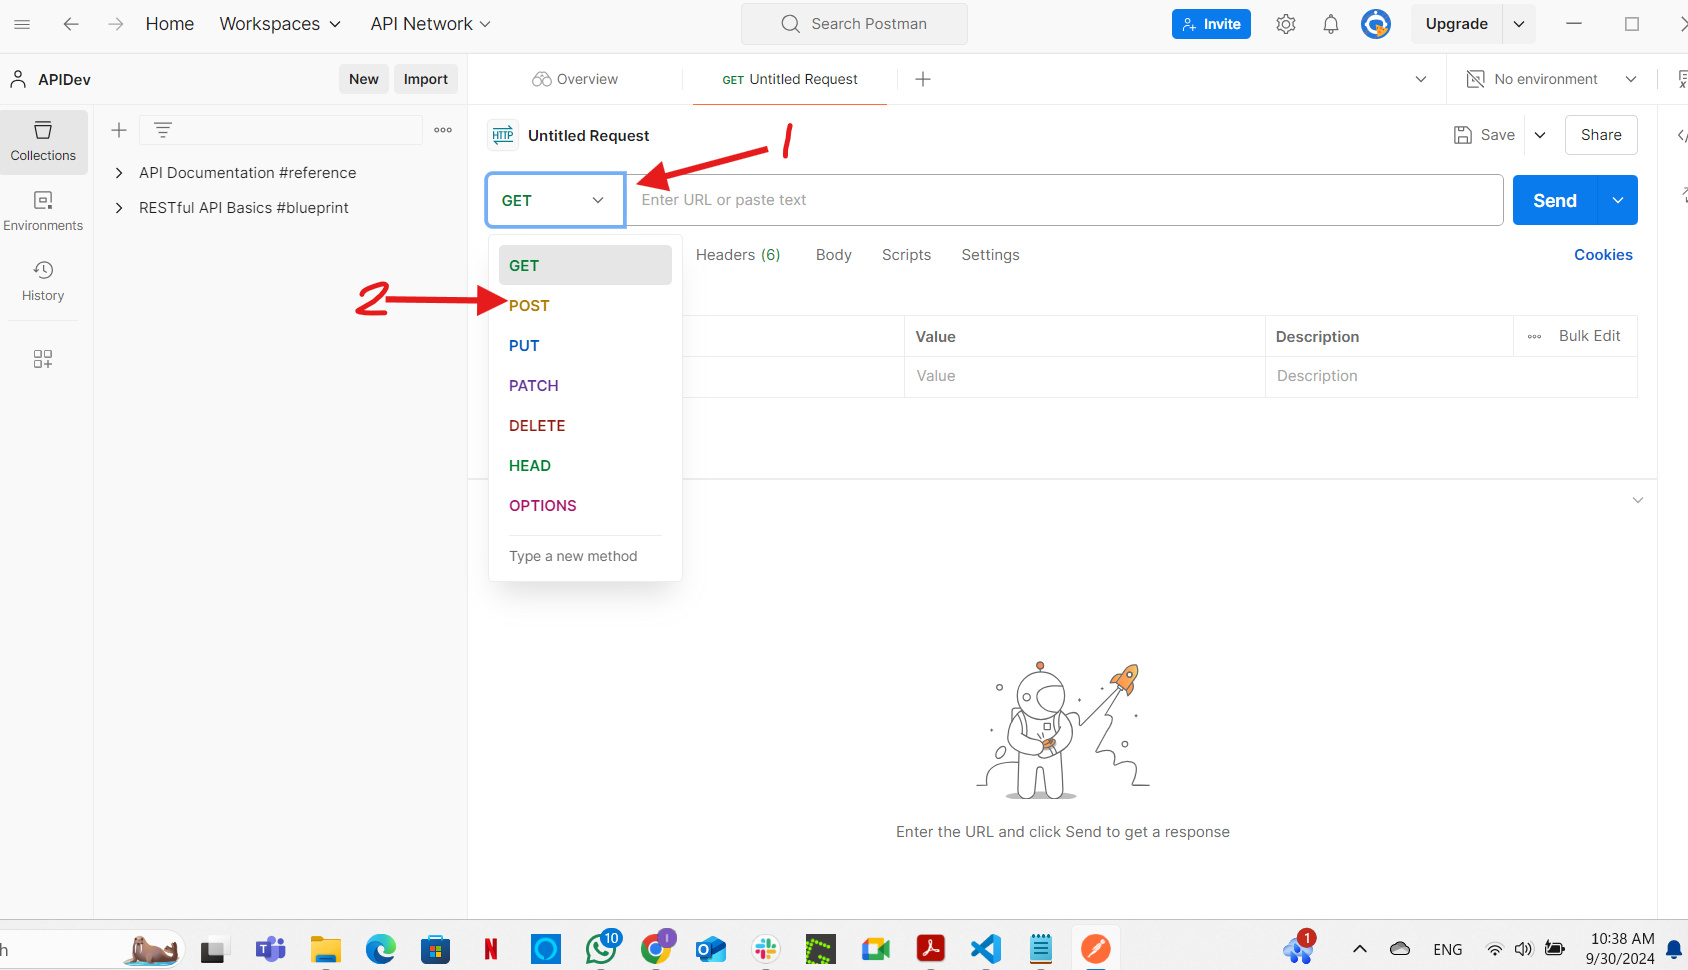 Home Workspaces API Network Search Postman Invite Upgrade
APIDev New Import Overview GET Untitled Request No environment
HTTP Untitled Request Save Share
1
Collections
API Documentation #reference
GET Enter URL or paste text Send
RESTful API Basics #blueprint
Environments
Headers (6) Body Scripts Settings Cookies
GET
History
2
POST
Value Description Bulk Edit
PUT
Value Description
PATCH
DELETE
HEAD
OPTIONS
Type a new method
Enter the URL and click Send to get a response
h 10 1 ENG 10:38 AM
9/30/2024